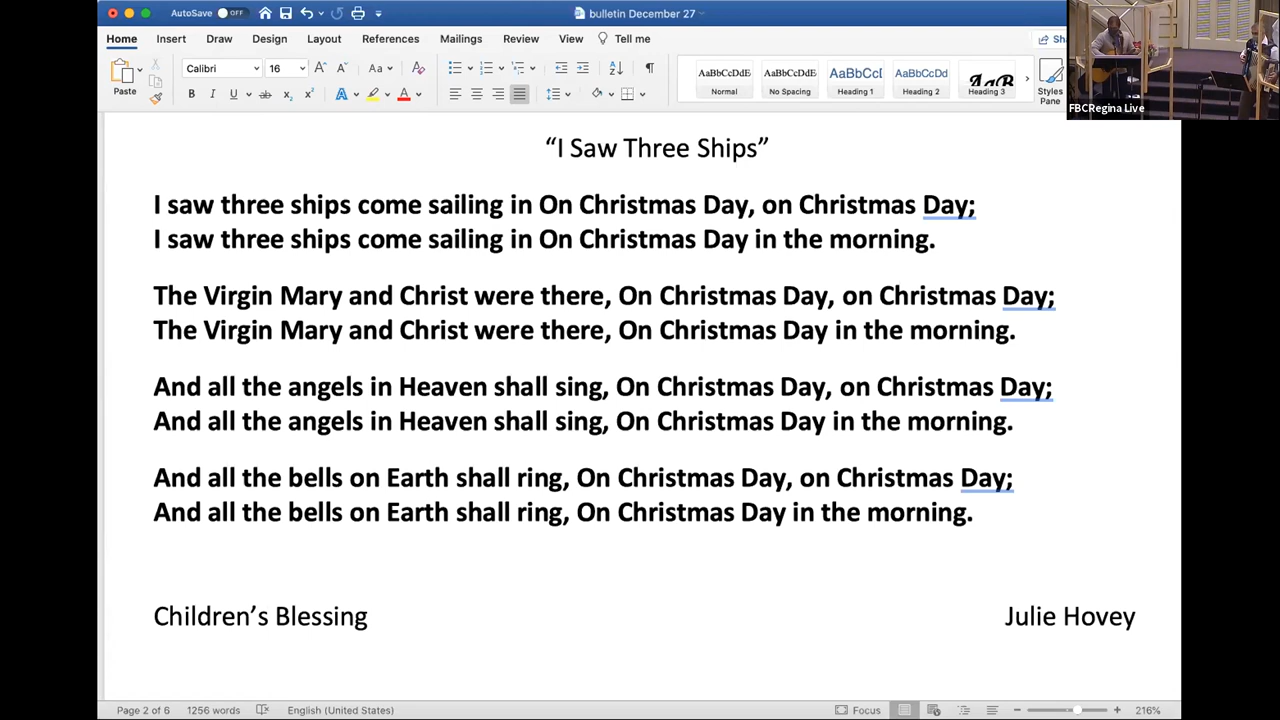 AutoSave OFF
bulletin December 27
Home Insert Draw Design Layout References Mailings Review View Tell me
Calibri 16
Paste
AaBbCcDdE AaBbCcDdE AaBbCcD AaBbCcDd
Normal No Spacing Heading 1 Heading 2 Heading 3
Styles
Pane
FBCRegina Live
“I Saw Three Ships”
I saw three ships come sailing in On Christmas Day, on Christmas Day;
I saw three ships come sailing in On Christmas Day in the morning.
The Virgin Mary and Christ were there, On Christmas Day, on Christmas Day;
The Virgin Mary and Christ were there, On Christmas Day in the morning.
And all the angels in Heaven shall sing, On Christmas Day, on Christmas Day;
And all the angels in Heaven shall sing, On Christmas Day in the morning.
And all the bells on Earth shall ring, On Christmas Day, on Christmas Day;
And all the bells on Earth shall ring, On Christmas Day in the morning.
Children’s Blessing Julie Hovey
Page 2 of 6 1256 words English (United States) Focus 216%